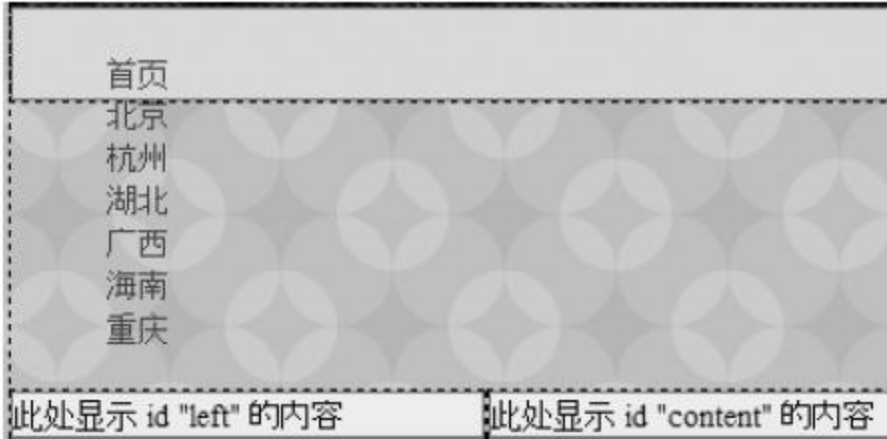 首页
北京
杭州
湖北
广西
海南
重庆
此处显示 id "left" 的内容
此处显示 id "content" 的内容